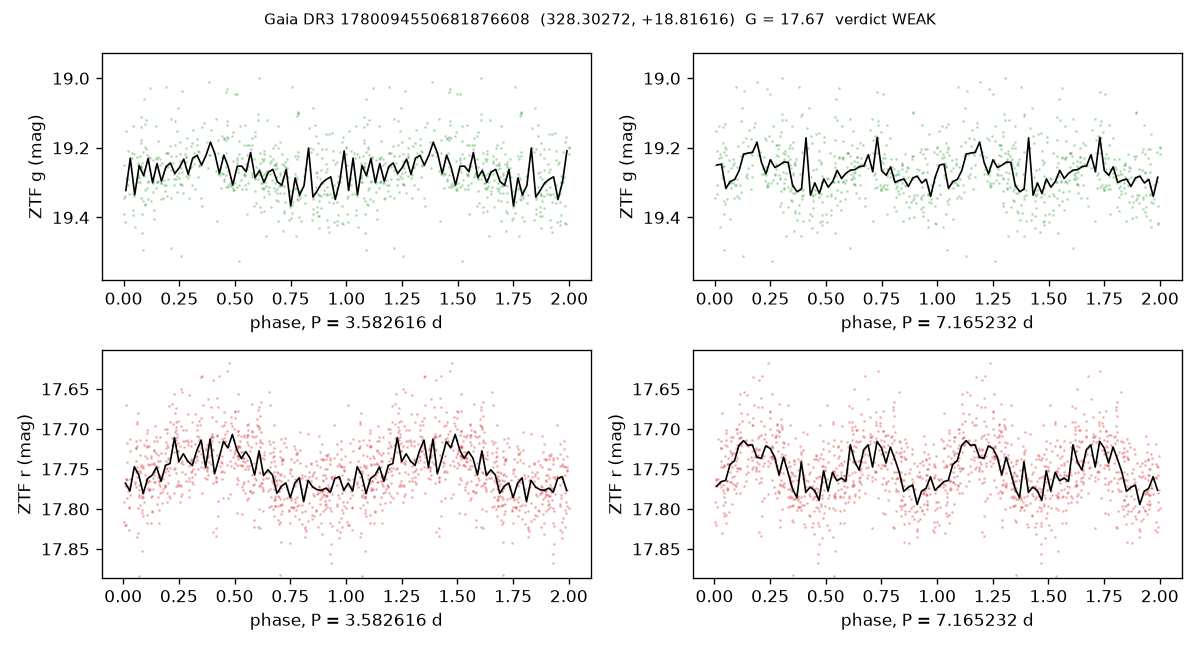 Gaia DR3 1780094550681876608 (328.30272, +18.81616) G = 17.67 verdict WEAK
ZTF g (mag)
19.0
19.2
19.4
0.00 0.25 0.50 0.75 1.00 1.25 1.50 1.75 2.00
phase, P = 3.582616 d
ZTF g (mag)
19.0
19.2
19.4
0.00 0.25 0.50 0.75 1.00 1.25 1.50 1.75 2.00
phase, P = 7.165232 d
ZTF r (mag)
17.65
17.70
17.75
17.80
17.85
0.00 0.25 0.50 0.75 1.00 1.25 1.50 1.75 2.00
phase, P = 3.582616 d
ZTF r (mag)
17.65
17.70
17.75
17.80
17.85
0.00 0.25 0.50 0.75 1.00 1.25 1.50 1.75 2.00
phase, P = 7.165232 d